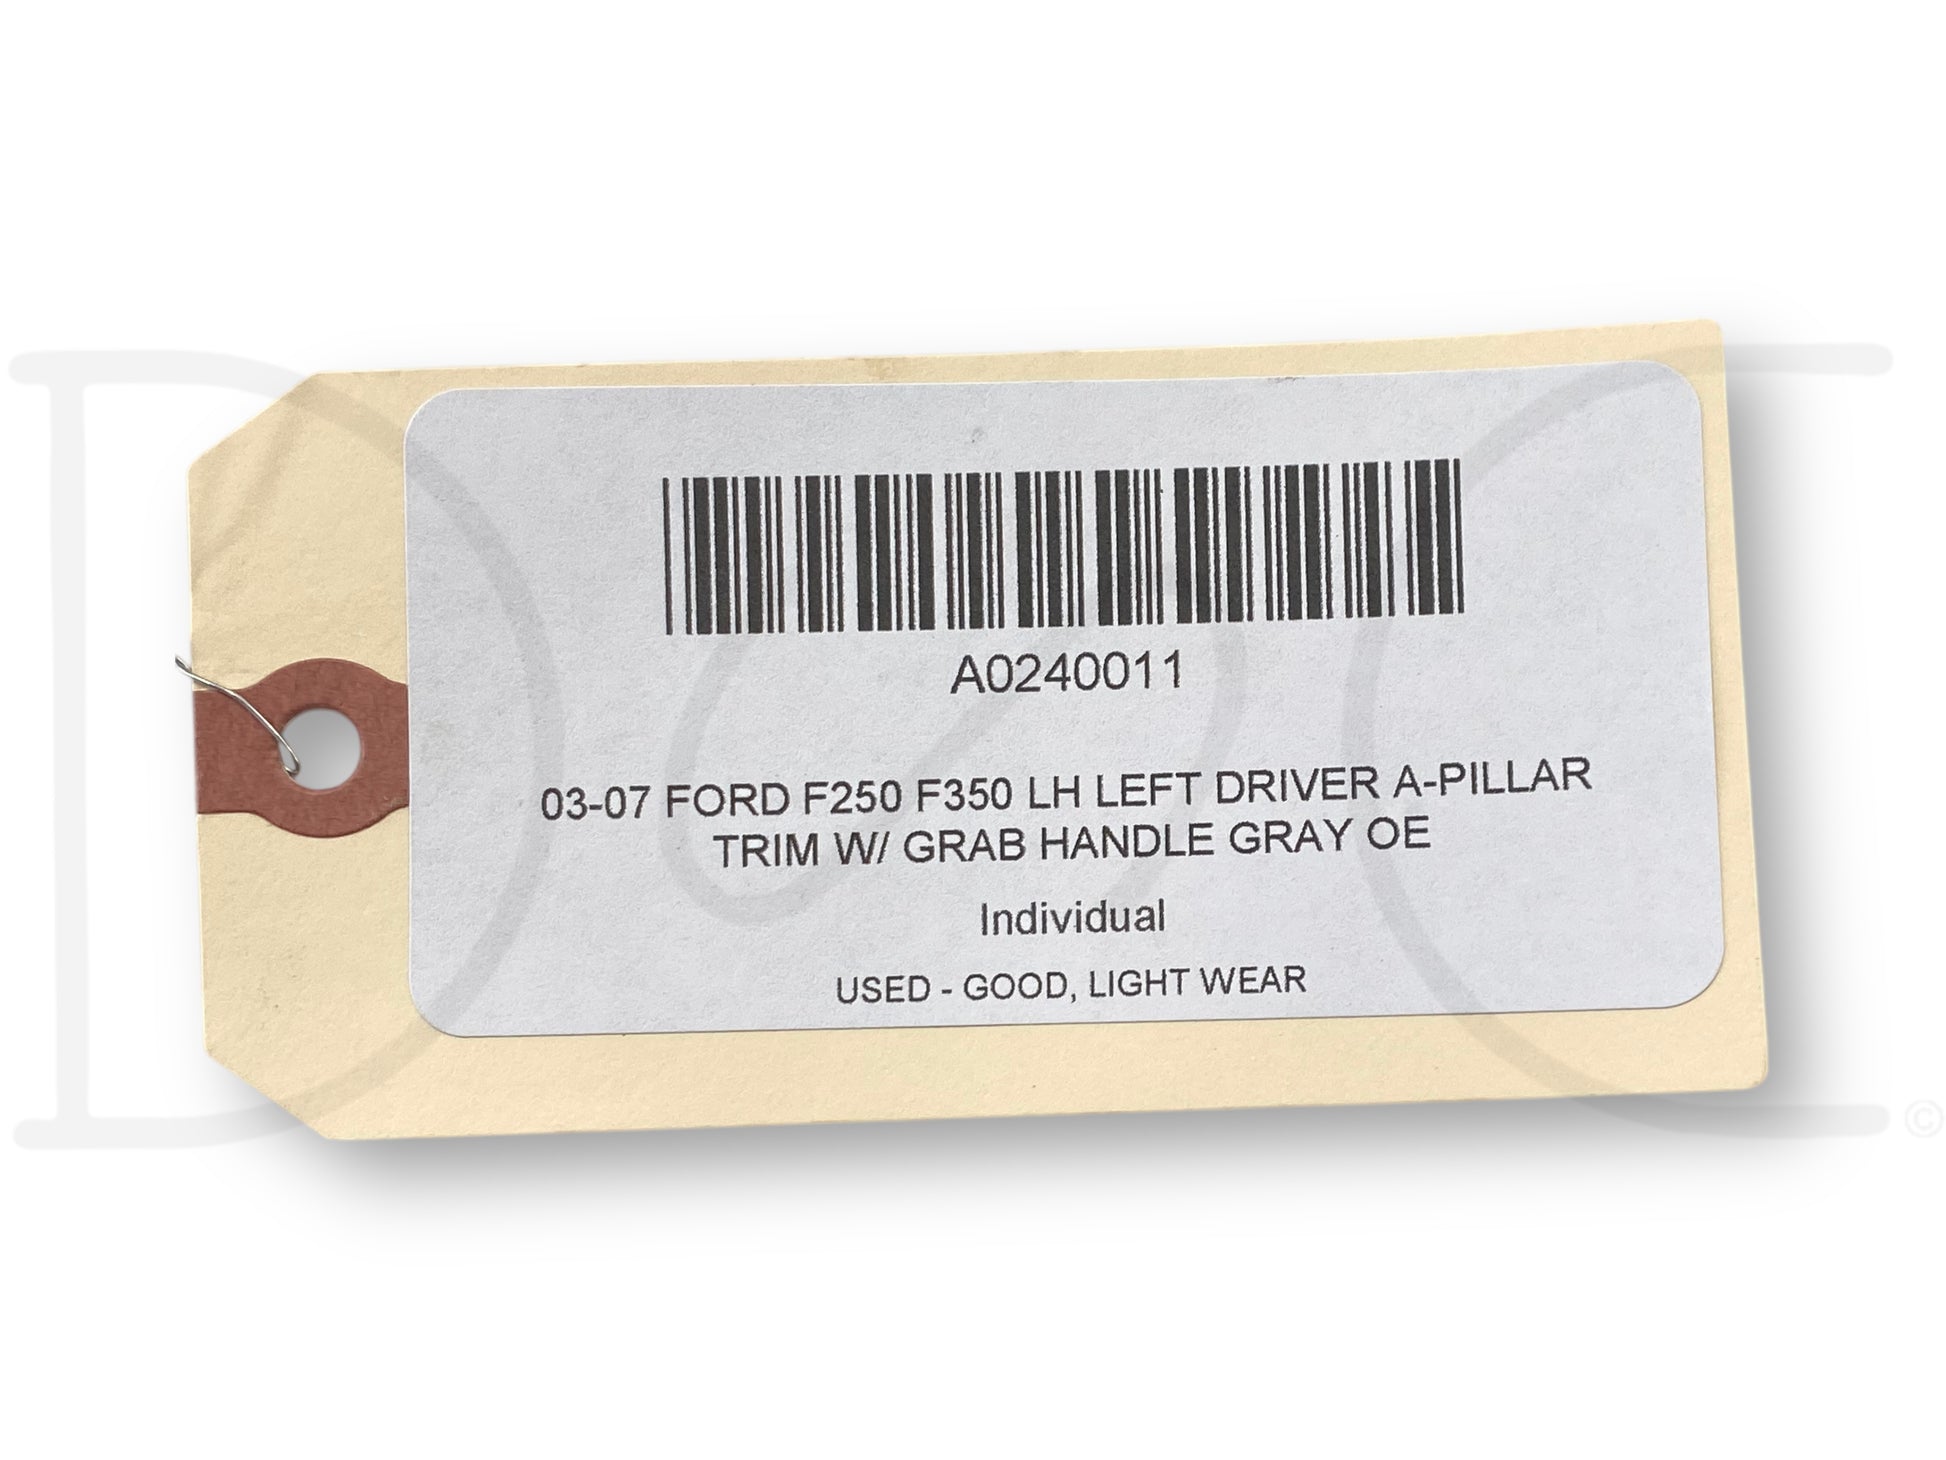 A0240011
03-07 FORD F250 F350 LH LEFT DRIVER A-PILLAR
TRIM W/ GRAB HANDLE GRAY OE
Individual
USED - GOOD, LIGHT WEAR
©